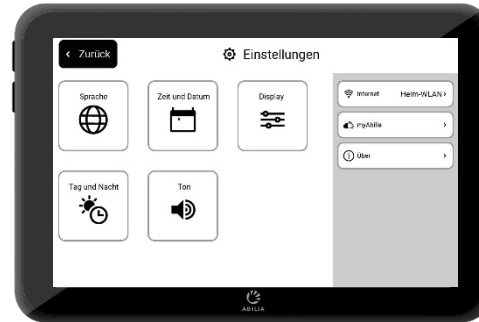 Zurück
Einstellungen
Sprache
Zeit und Datum
Display
Tag und Nacht
Ton
Internet Heim-WLAN
myAbilia
Über
ABILIA